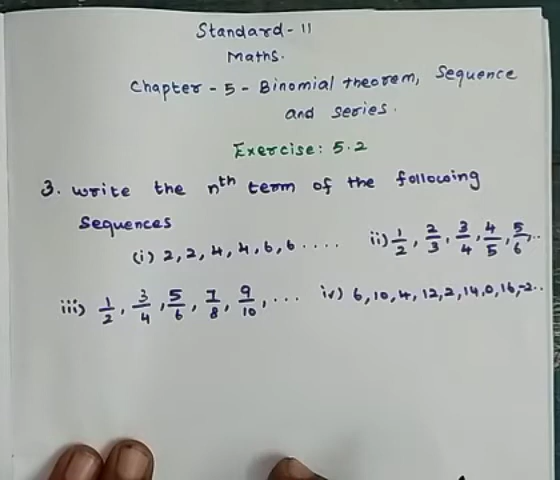 Standard - 11
Maths.
Chapter - 5 - Binomial theorem, Sequence
and series.
Exercise: 5.2
3. write the nth term of the following
Sequences
(i) 2, 2, 4, 4, 6, 6 .... ii) 1/2, 2/3, 3/4, 4/5, 5/6, ..
iii) 1/2, 3/4, 5/6, 7/8, 9/10, ... iv) 6, 10, 4, 12, 2, 14, 0, 16, -2 ..